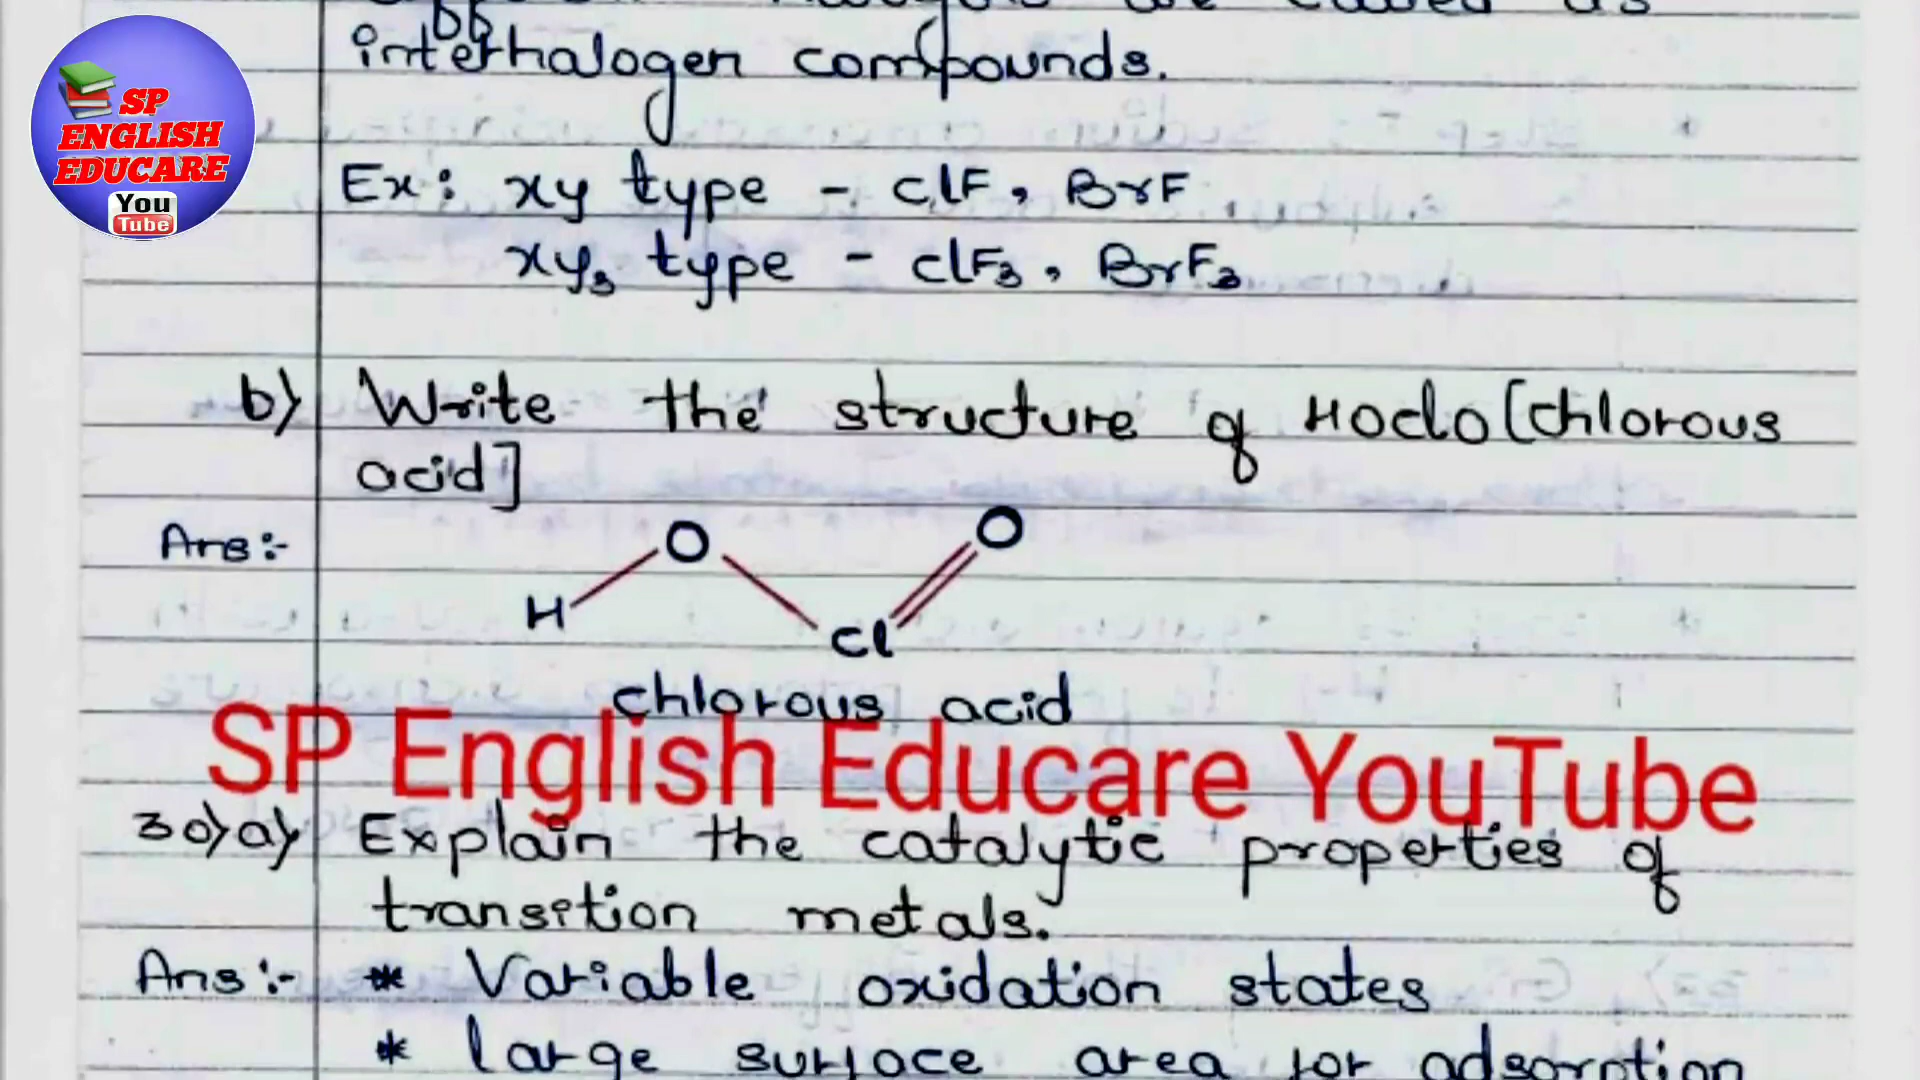 interhalogen compounds.
SP
ENGLISH
EDUCARE
You
Tube
Ex: xy type - ClF, BrF
xy₃ type - ClF₃, BrF₃
b) Write the structure of HOClO [chlorous
acid]
Ans:-
O
O
H
Cl
chlorous acid
SP English Educare YouTube
30) a) Explain the catalytic properties of
transition metals.
Ans:- * Variable oxidation states
* large surface area for adsorption